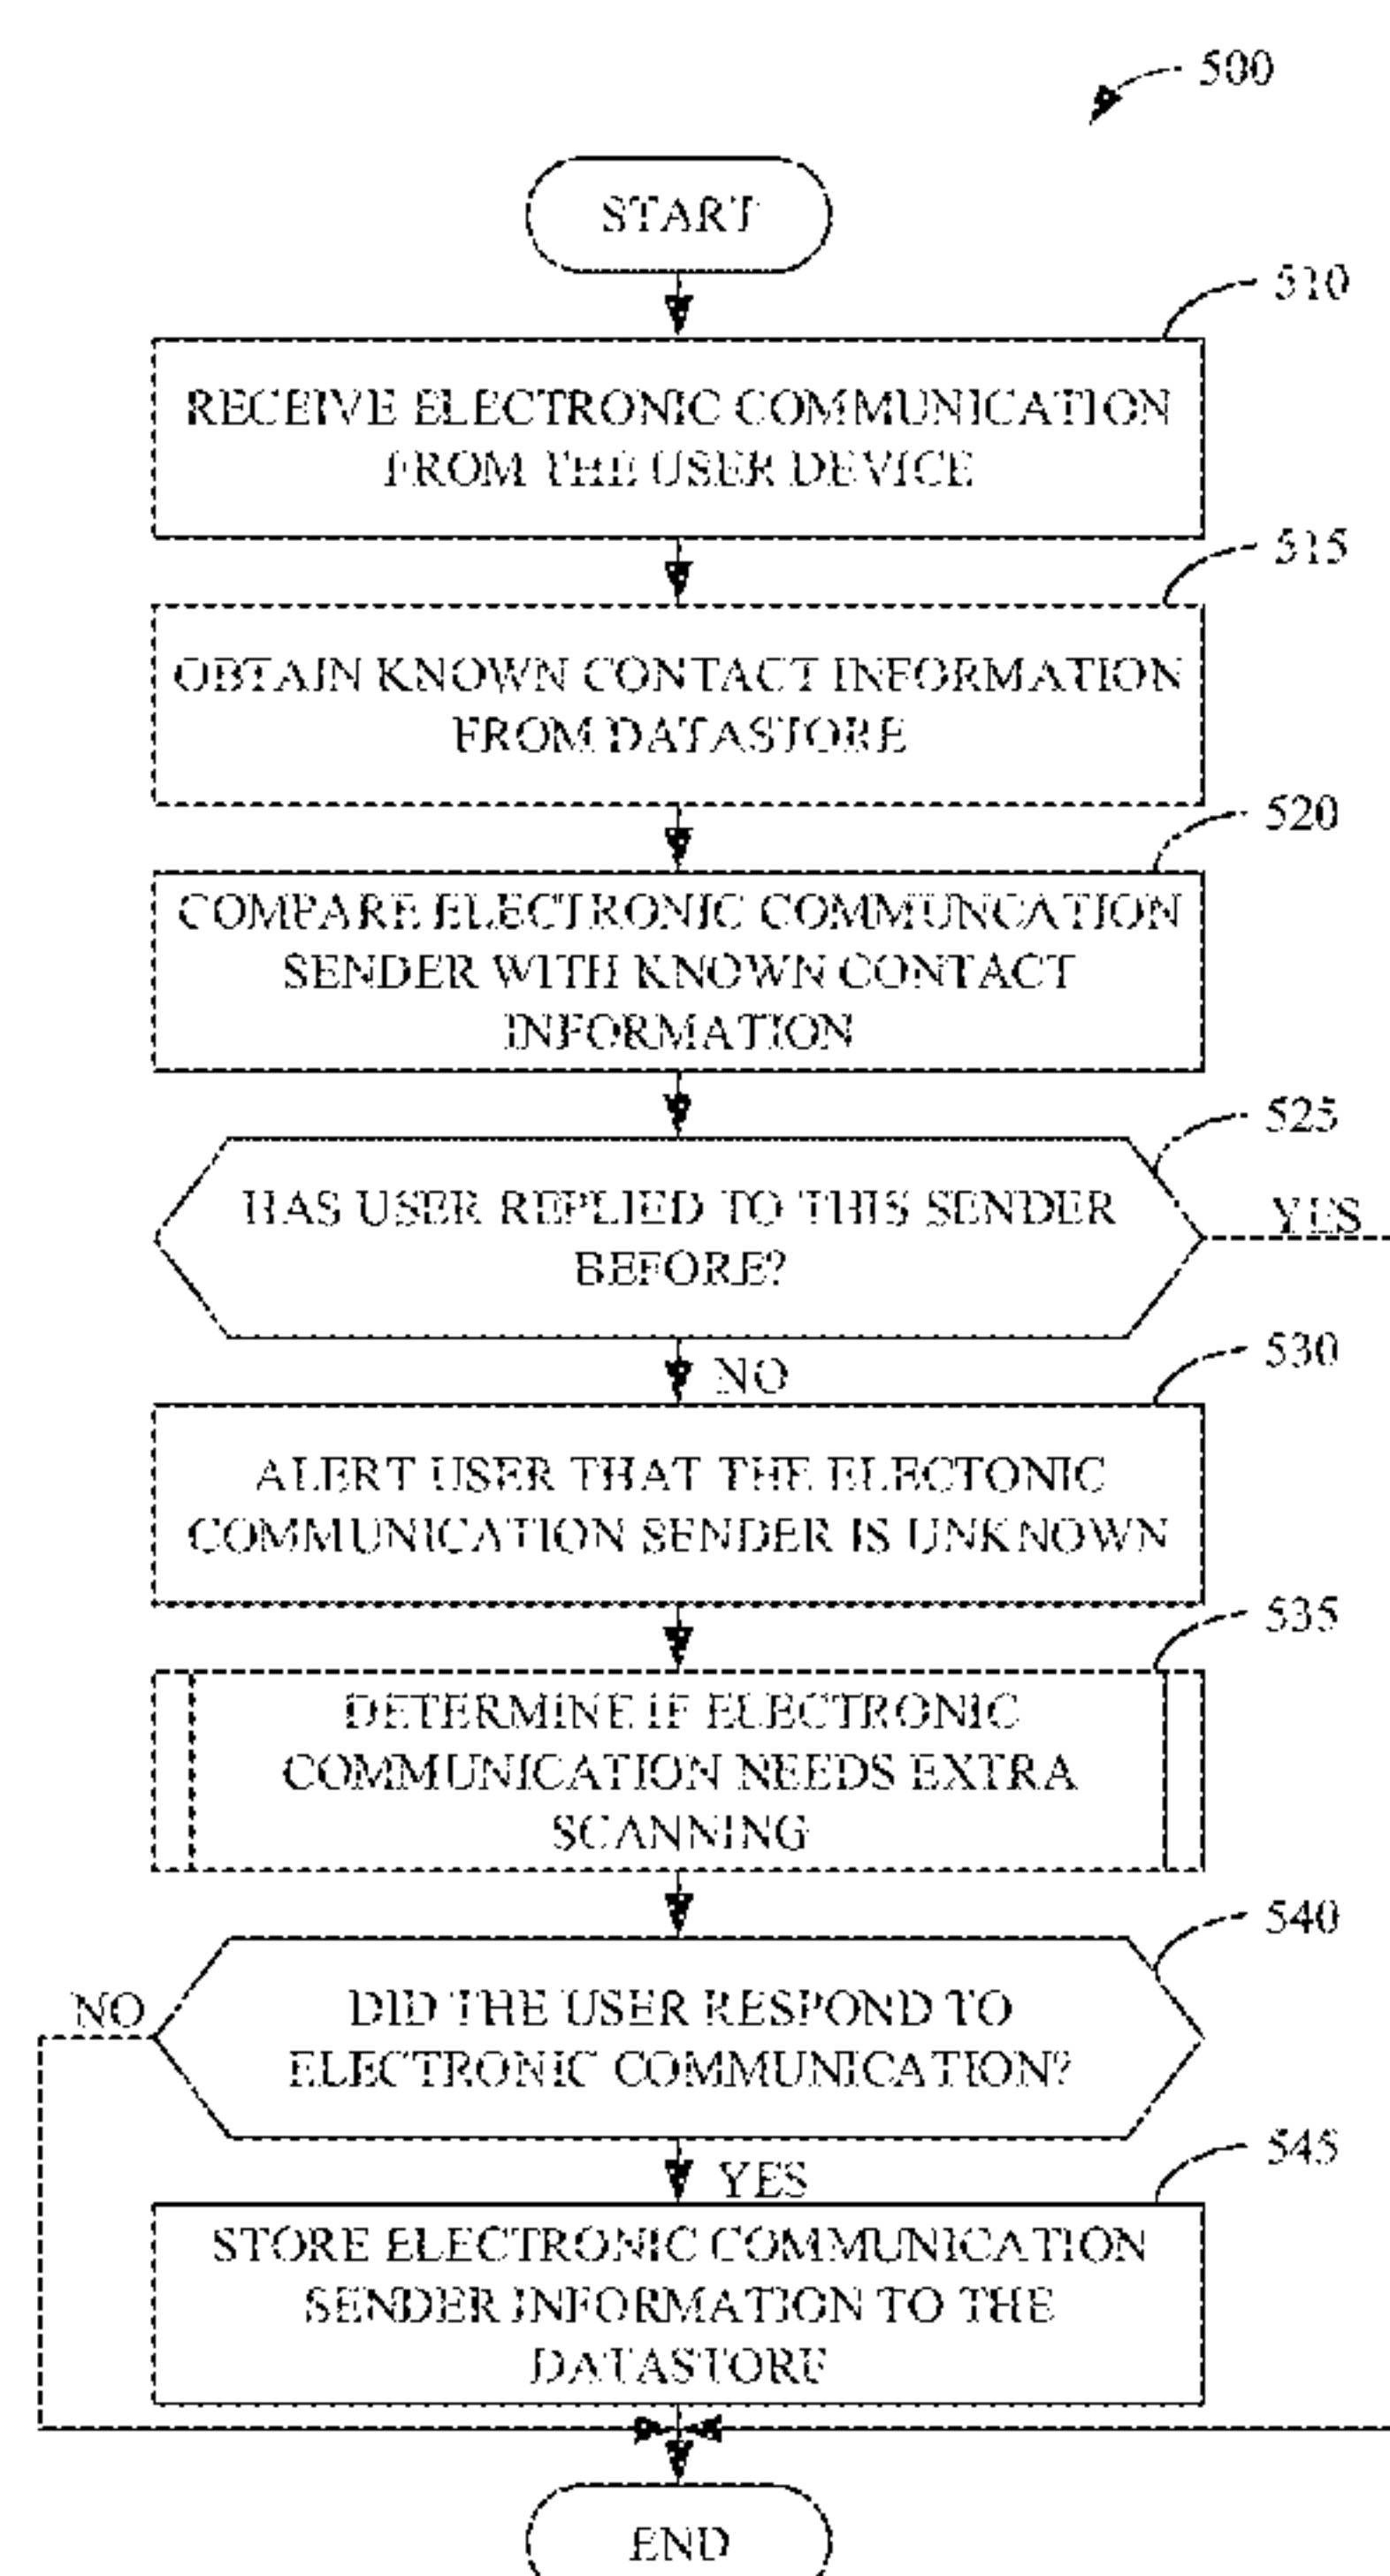 500
START
510
RECEIVE ELECTRONIC COMMUNICATION
FROM THE USER DEVICE
515
OBTAIN KNOWN CONTACT INFORMATION
FROM DATASTORE
520
COMPARE ELECTRONIC COMMUNCATION
SENDER WITH KNOWN CONTACT
INFORMATION
525
HAS USER REPLIED TO THIS SENDER
BEFORE?
YES
NO
530
ALERT USER THAT THE ELECTONIC
COMMUNICATION SENDER IS UNKNOWN
535
DETERMINE IF ELECTRONIC
COMMUNICATION NEEDS EXTRA
SCANNING
540
NO
DID THE USER RESPOND TO
ELECTRONIC COMMUNICATION?
YES
545
STORE ELECTRONIC COMMUNICATION
SENDER INFORMATION TO THE
DATASTORE
END